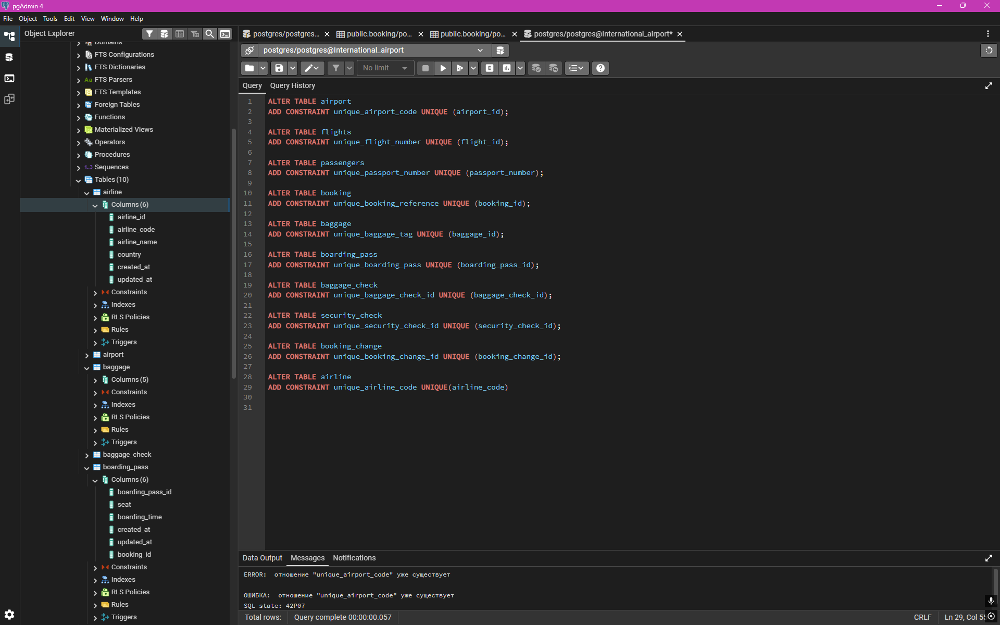 pgAdmin 4
File Object Tools Edit View Window Help
Object Explorer
postgres/postgres...
public.booking/po...
public.booking/po...
postgres/postgres@International_airport*
Domains
FTS Configurations
FTS Dictionaries
Aa FTS Parsers
FTS Templates
Foreign Tables
Functions
Materialized Views
Operators
Procedures
1..3 Sequences
Tables (10)
airline
Columns (6)
airline_id
airline_code
airline_name
country
created_at
updated_at
Constraints
Indexes
RLS Policies
Rules
Triggers
airport
baggage
Columns (5)
Constraints
Indexes
RLS Policies
Rules
Triggers
baggage_check
boarding_pass
Columns (6)
boarding_pass_id
seat
boarding_time
created_at
updated_at
booking_id
Constraints
Indexes
RLS Policies
Rules
Triggers
postgres/postgres@International_airport
No limit
E
Query Query History
1 ALTER TABLE airport
2 ADD CONSTRAINT unique_airport_code UNIQUE (airport_id);
3
4 ALTER TABLE flights
5 ADD CONSTRAINT unique_flight_number UNIQUE (flight_id);
6
7 ALTER TABLE passengers
8 ADD CONSTRAINT unique_passport_number UNIQUE (passport_number);
9
10 ALTER TABLE booking
11 ADD CONSTRAINT unique_booking_reference UNIQUE (booking_id);
12
13 ALTER TABLE baggage
14 ADD CONSTRAINT unique_baggage_tag UNIQUE (baggage_id);
15
16 ALTER TABLE boarding_pass
17 ADD CONSTRAINT unique_boarding_pass UNIQUE (boarding_pass_id);
18
19 ALTER TABLE baggage_check
20 ADD CONSTRAINT unique_baggage_check_id UNIQUE (baggage_check_id);
21
22 ALTER TABLE security_check
23 ADD CONSTRAINT unique_security_check_id UNIQUE (security_check_id);
24
25 ALTER TABLE booking_change
26 ADD CONSTRAINT unique_booking_change_id UNIQUE (booking_change_id);
27
28 ALTER TABLE airline
29 ADD CONSTRAINT unique_airline_code UNIQUE(airline_code)
30
31
Data Output Messages Notifications
ERROR: отношение "unique_airport_code" уже существует
ОШИБКА: отношение "unique_airport_code" уже существует
SQL state: 42P07
Total rows: Query complete 00:00:00.057
CRLF Ln 29, Col